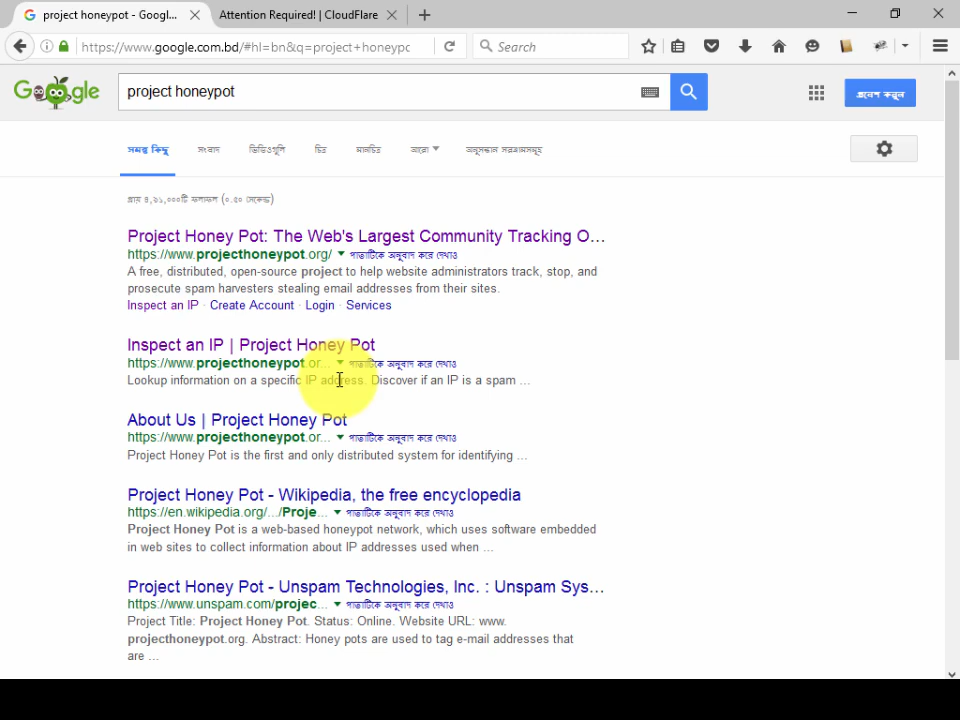 project honeypot - Googl...
Attention Required! | CloudFlare
https://www.google.com.bd/#hl=bn&q=project+honeypc
Search
Google
project honeypot
প্রবেশ করুন
সমস্ত কিছু
সংবাদ
ভিডিওগুলি
চিত্র
মানচিত্র
আরো
অনুসন্ধান সরঞ্জামসমূহ
প্রায় ৪,২১,০০০টি ফলাফল (০.৫০ সেকেন্ড)
Project Honey Pot: The Web's Largest Community Tracking O...
https://www.projecthoneypot.org/ পাতাটিকে অনুবাদ করে দেখাও
A free, distributed, open-source project to help website administrators track, stop, and
prosecute spam harvesters stealing email addresses from their sites.
Inspect an IP · Create Account · Login · Services
Inspect an IP | Project Honey Pot
https://www.projecthoneypot.or... পাতাটিকে অনুবাদ করে দেখাও
Lookup information on a specific IP address. Discover if an IP is a spam ...
About Us | Project Honey Pot
https://www.projecthoneypot.or... পাতাটিকে অনুবাদ করে দেখাও
Project Honey Pot is the first and only distributed system for identifying ...
Project Honey Pot - Wikipedia, the free encyclopedia
https://en.wikipedia.org/.../Proje... পাতাটিকে অনুবাদ করে দেখাও
Project Honey Pot is a web-based honeypot network, which uses software embedded
in web sites to collect information about IP addresses used when ...
Project Honey Pot - Unspam Technologies, Inc. : Unspam Sys...
https://www.unspam.com/projec... পাতাটিকে অনুবাদ করে দেখাও
Project Title: Project Honey Pot. Status: Online. Website URL: www.
projecthoneypot.org. Abstract: Honey pots are used to tag e-mail addresses that
are ...